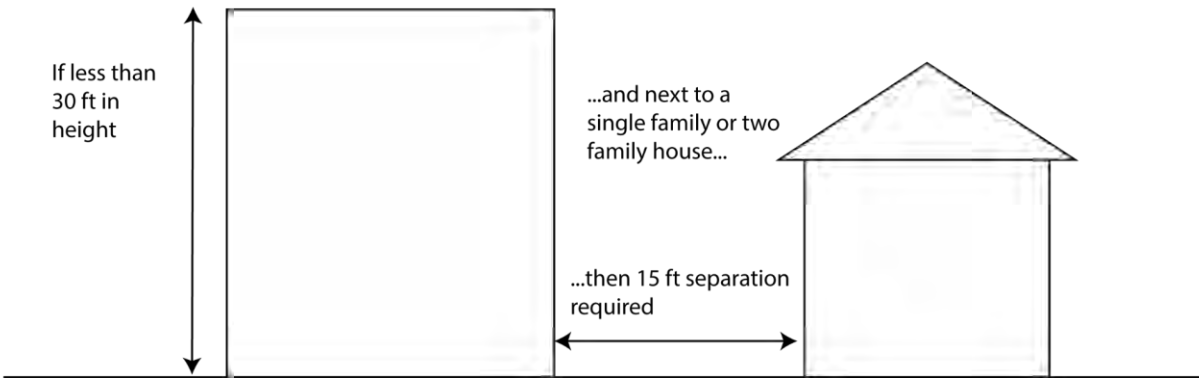 If less than
30 ft in
height
...and next to a
single family or two
family house...
...then 15 ft separation
required